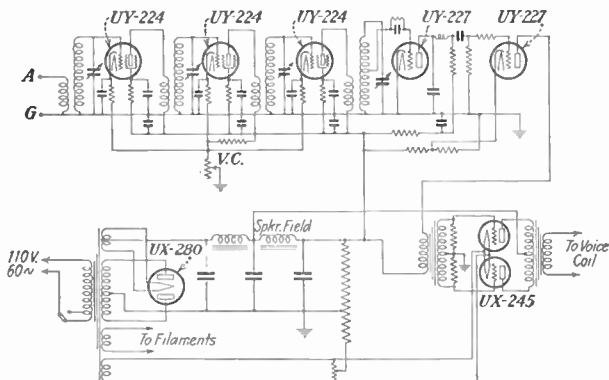 UY-224
UY-224
UY-224
UY-227
UY-227
A
G
V.C.
UX-280
Spkr. Field
110V.
60~
To Filaments
UX-245
To Voice
Coil